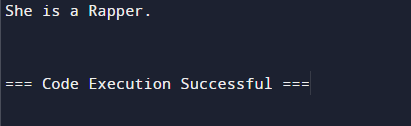 She is a Rapper.
=== Code Execution Successful ===